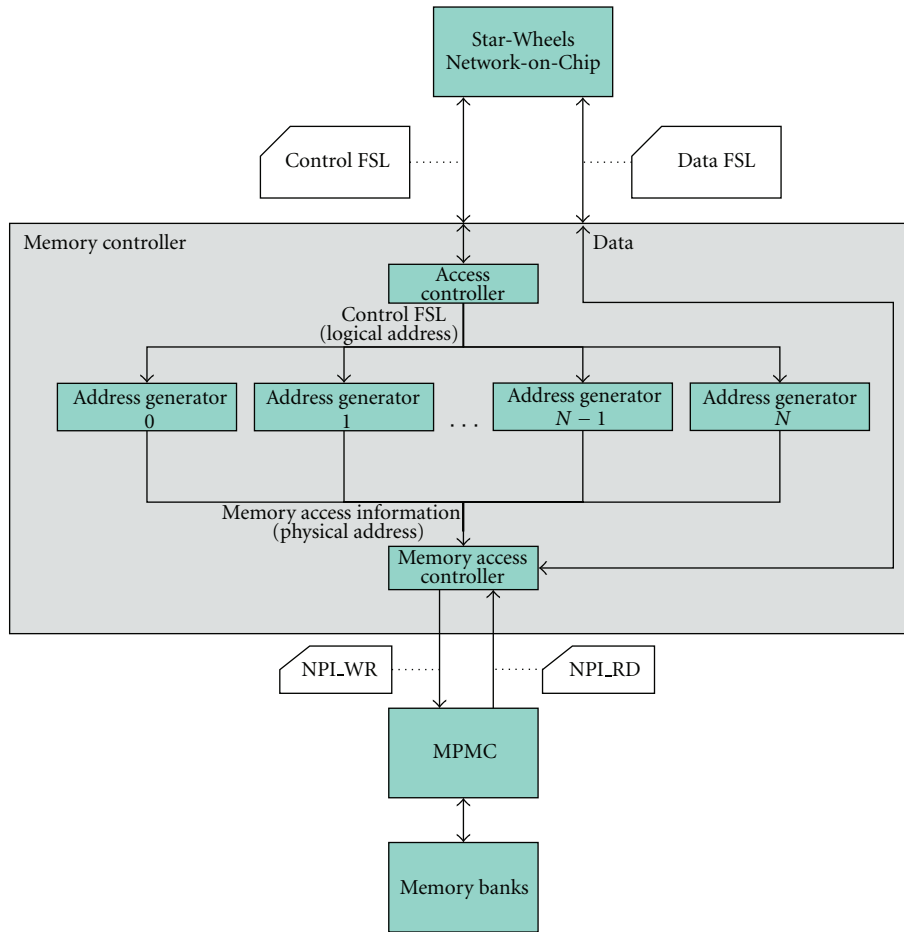 Star-Wheels
Network-on-Chip
Control FSL
Data FSL
Memory controller
Data
Access
controller
Control FSL
(logical address)
Address generator
0
Address generator
1
. . .
Address generator
N − 1
Address generator
N
Memory access information
(physical address)
Memory access
controller
NPI_WR
NPI_RD
MPMC
Memory banks